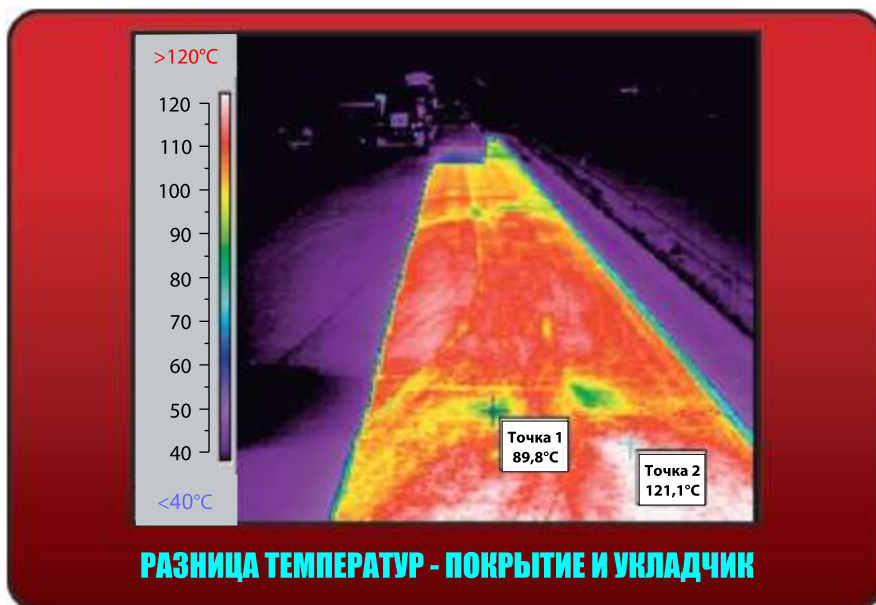 >120°C
120
110
100
90
80
70
60
50
40
<40°C
Точка 1
89,8°C
Точка 2
121,1°C
РАЗНИЦА ТЕМПЕРАТУР - ПОКРЫТИЕ И УКЛАДЧИК